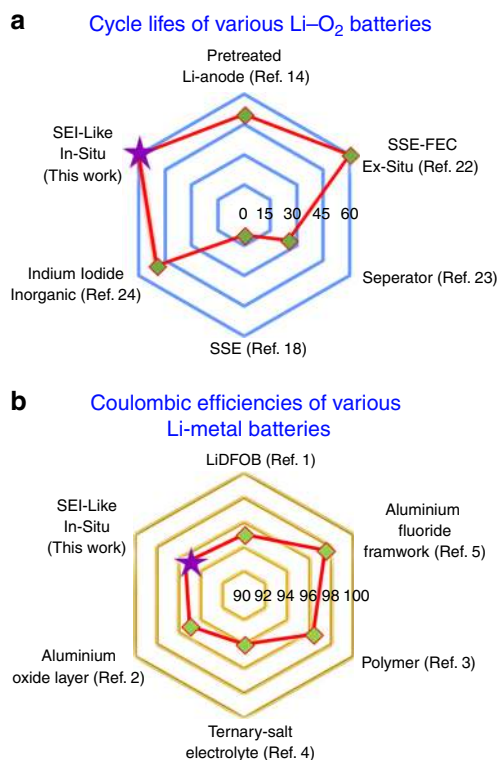 a
Cycle lifes of various Li–O₂ batteries
Pretreated
Li-anode (Ref. 14)
SEI-Like
In-Situ
(This work)
SSE-FEC
Ex-Situ (Ref. 22)
0 15 30 45 60
Indium Iodide
Inorganic (Ref. 24)
Seperator (Ref. 23)
SSE (Ref. 18)
b
Coulombic efficiencies of various
Li-metal batteries
LiDFOB (Ref. 1)
SEI-Like
In-Situ
(This work)
Aluminium
fluoride
framwork (Ref. 5)
90 92 94 96 98 100
Aluminium
oxide layer (Ref. 2)
Polymer (Ref. 3)
Ternary-salt
electrolyte (Ref. 4)